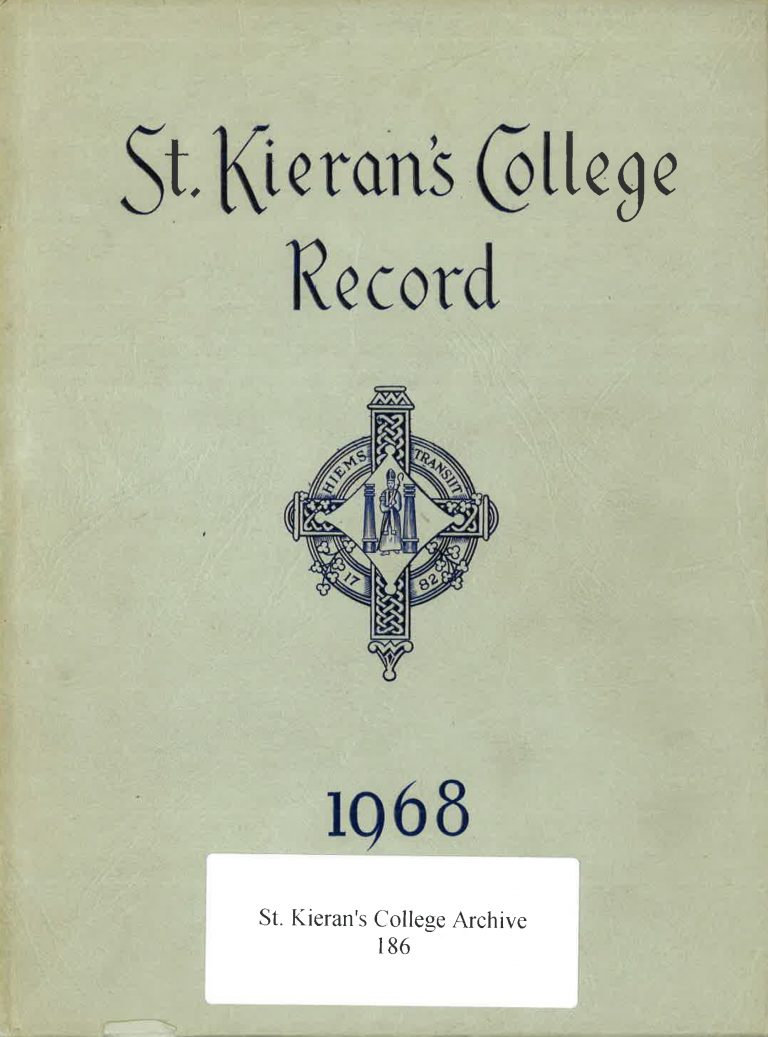 St. Kieran's College
Record
HIEMS TRANSIIT
17 82
1968
St. Kieran's College Archive
186